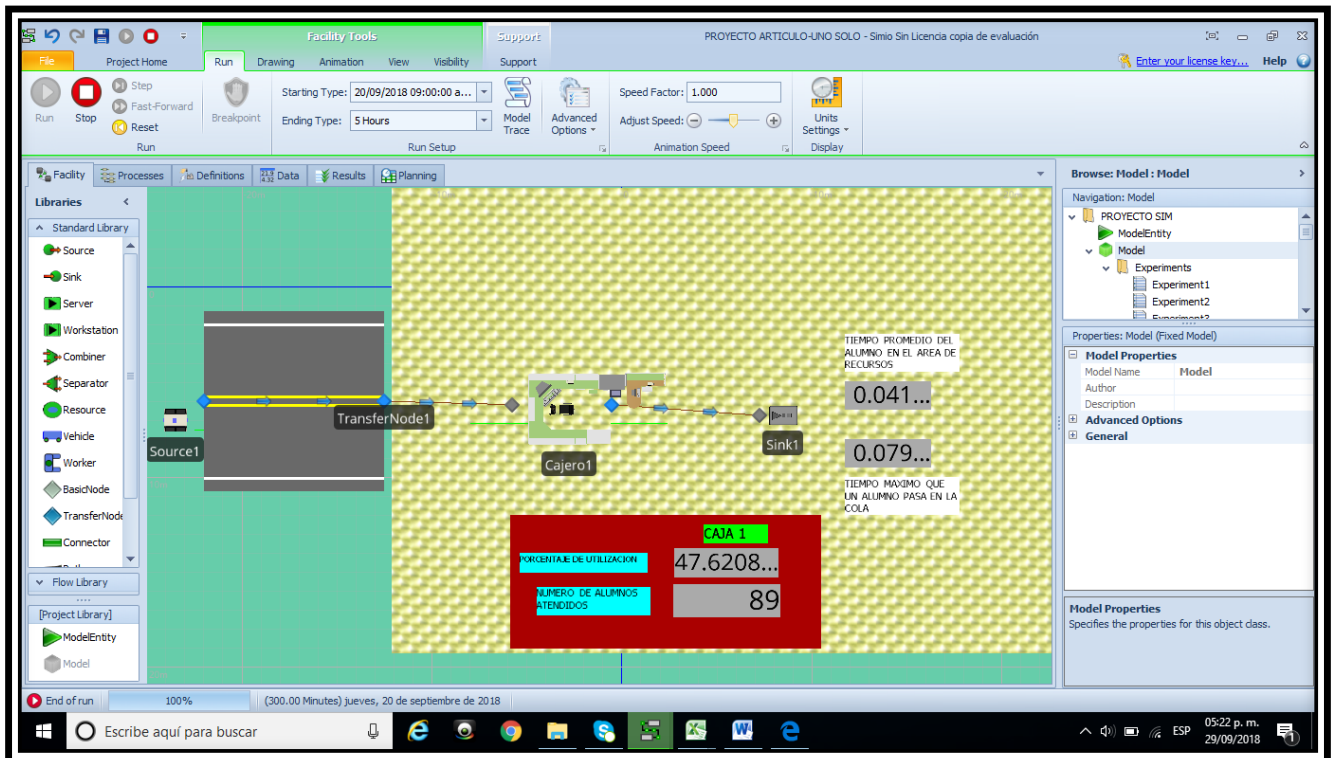 Facility Tools
Support
PROYECTO ARTICULO-UNO SOLO - Simio Sin Licencia copia de evaluación
File
Project Home
Run
Drawing
Animation
View
Visibility
Support
Enter your license key...
Help
Run
Stop
Step
Fast-Forward
Reset
Breakpoint
Starting Type: 20/09/2018 09:00:00 a...
Ending Type: 5 Hours
Model Trace
Advanced Options
Speed Factor: 1.000
Adjust Speed:
Units Settings
Run
Run Setup
Animation Speed
Display
Facility
Processes
Definitions
Data
Results
Planning
Libraries
Standard Library
Source
Sink
Server
Workstation
Combiner
Separator
Resource
Vehicle
Worker
BasicNode
TransferNode
Connector
Flow Library
[Project Library]
ModelEntity
Model
Source1
TransferNode1
Cajero1
Sink1
TIEMPO PROMEDIO DEL
ALUMNO EN EL AREA DE
RECURSOS
0.041...
0.079...
TIEMPO MAXIMO QUE
UN ALUMNO PASA EN LA
COLA
CAJA 1
PORCENTAJE DE UTILIZACION
47.6208...
NUMERO DE ALUMNOS
ATENDIDOS
89
Browse: Model : Model
Navigation: Model
PROYECTO SIM
ModelEntity
Model
Experiments
Experiment1
Experiment2
Properties: Model (Fixed Model)
Model Properties
Model Name Model
Author
Description
Advanced Options
General
Model Properties
Specifies the properties for this object class.
End of run
100%
(300.00 Minutes) jueves, 20 de septiembre de 2018
Escribe aquí para buscar
ESP
05:22 p. m.
29/09/2018